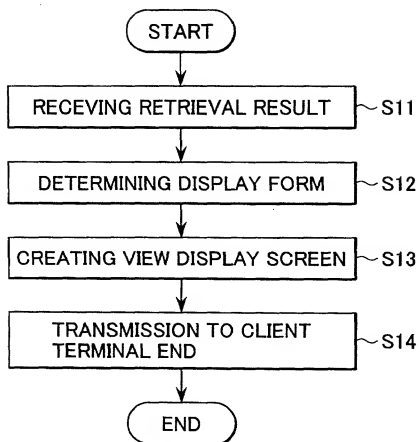 START
RECEVING RETRIEVAL RESULT
S11
DETERMINING DISPLAY FORM
S12
CREATING VIEW DISPLAY SCREEN
S13
TRANSMISSION TO CLIENT
TERMINAL END
S14
END